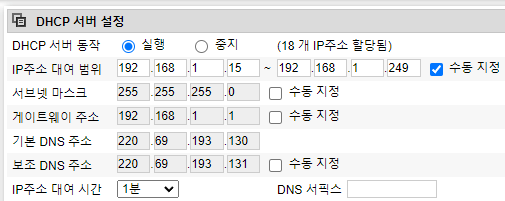 DHCP 서버 설정
DHCP 서버 동작 실행 중지 (18 개 IP주소 할당됨)
IP주소 대여 범위 192.168.1.15 ~ 192.168.1.249 수동 지정
서브넷 마스크 255.255.255.0 수동 지정
게이트웨이 주소 192.168.1.1 수동 지정
기본 DNS 주소 220.69.193.130
보조 DNS 주소 220.69.193.131 수동 지정
IP주소 대여 시간 1분 DNS 서픽스